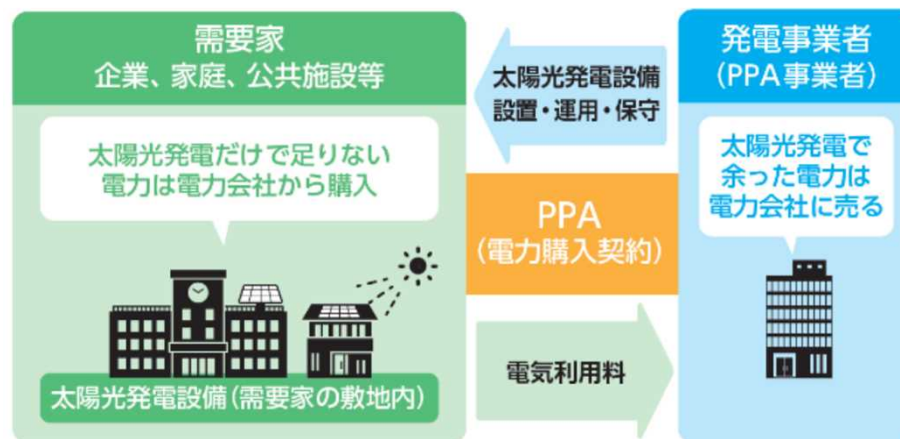 需要家
企業、家庭、公共施設等
太陽光発電だけで足りない
電力は電力会社から購入
太陽光発電設備(需要家の敷地内)
太陽光発電設備
設置・運用・保守
PPA
(電力購入契約)
電気利用料
発電事業者
(PPA事業者)
太陽光発電で
余った電力は
電力会社に売る